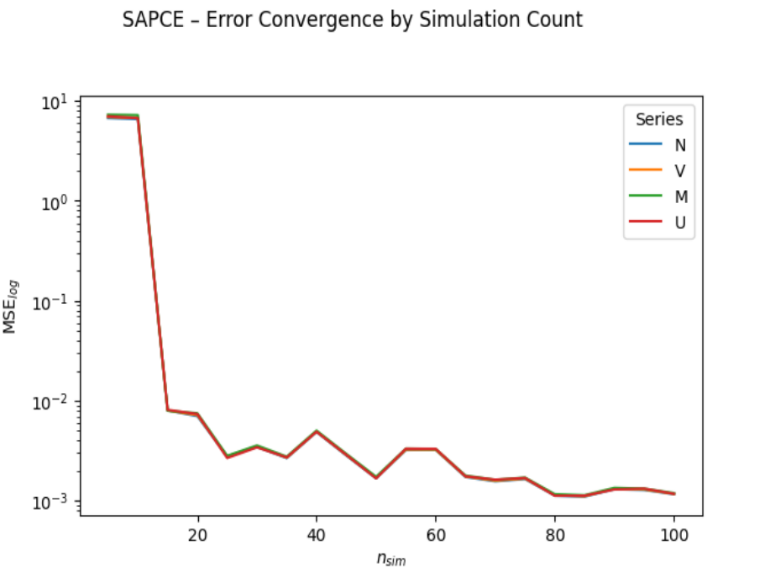 SAPCE – Error Convergence by Simulation Count
Series
N
V
M
U
10¹
10⁰
10⁻¹
10⁻²
10⁻³
MSE_log
20 40 60 80 100
n_sim